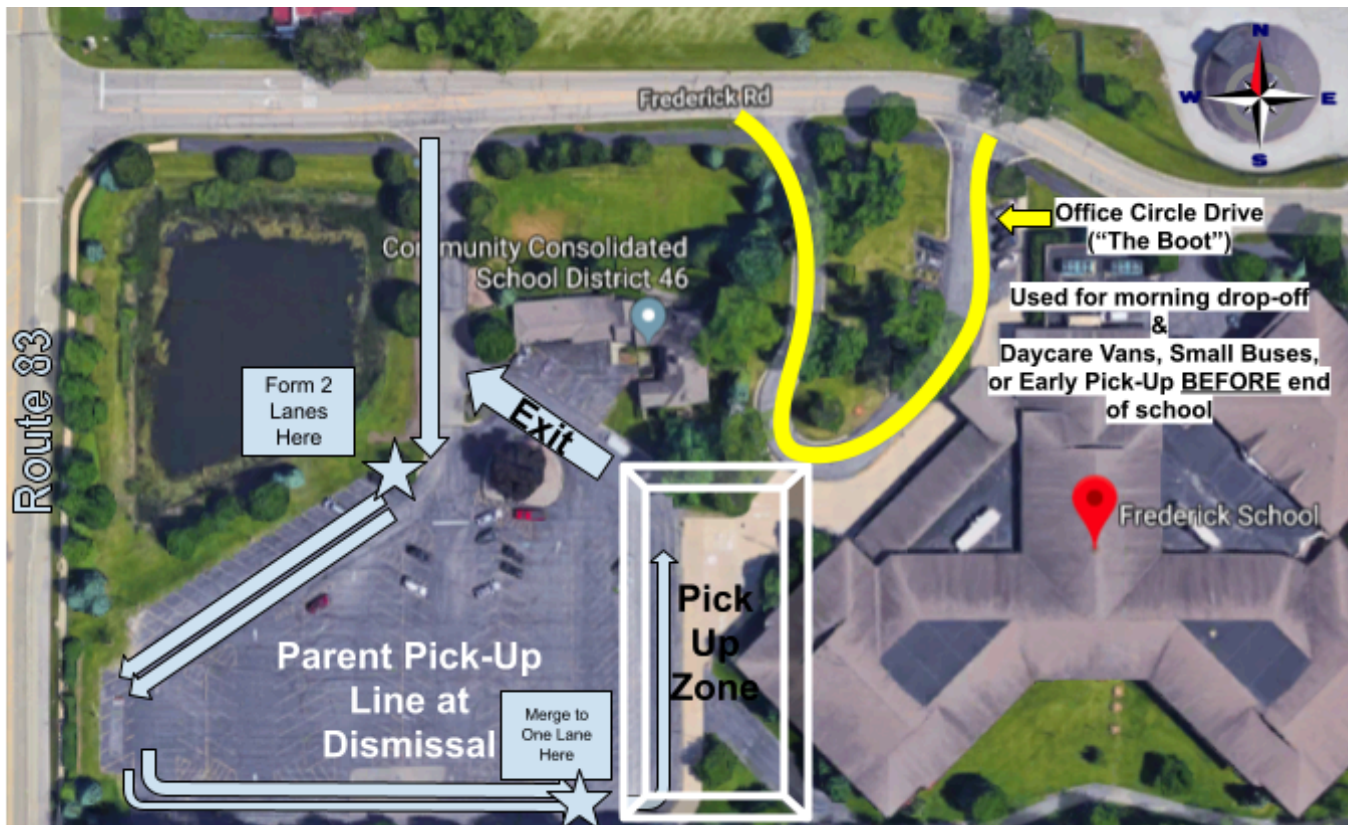 Frederick Rd
N
W
E
S
Office Circle Drive
(“The Boot”)
Used for morning drop-off
&
Daycare Vans, Small Buses,
or Early Pick-Up BEFORE end
of school
Community Consolidated
School District 46
Route 83
Form 2
Lanes
Here
Exit
Frederick School
Pick
Up
Zone
Parent Pick-Up
Line at
Dismissal
Merge to
One Lane
Here